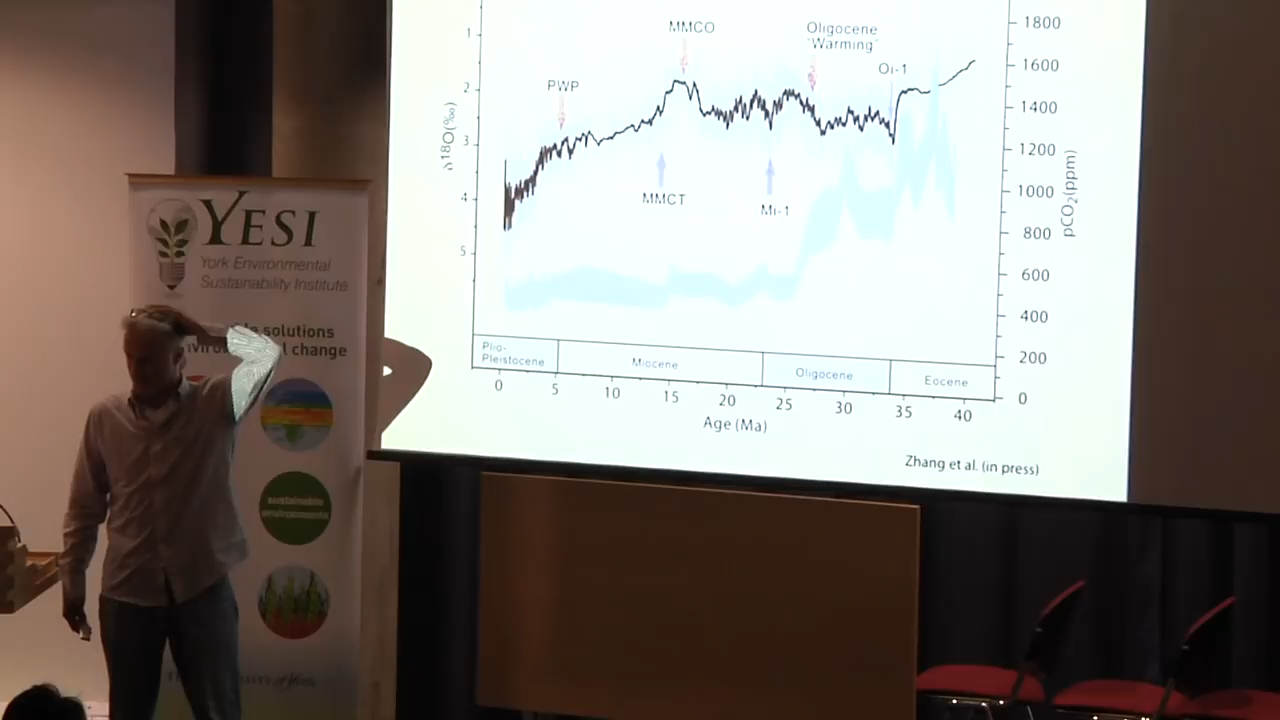 YESI
York Environmental
Sustainability Institute
solutions
l change
1
2
3
4
5
δ18O(‰)
PWP
MMCO
Oligocene
"Warming"
Oi-1
MMCT
Mi-1
1800
1600
1400
1200
1000
800
600
400
200
0
pCO2(ppm)
Plio-
Pleistocene
Miocene
Oligocene
Eocene
0 5 10 15 20 25 30 35 40
Age (Ma)
Zhang et al. (in press)